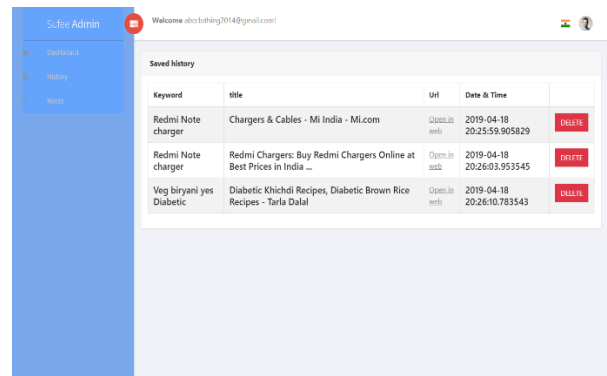 Sufee Admin
Welcome abcclothing2014@gmail.com!
Dashboard
History
Notes
Saved history
Keyword title Url Date & Time
Redmi Note charger Chargers & Cables - Mi India - Mi.com Open in web 2019-04-18 20:25:59.905829 DELETE
Redmi Note charger Redmi Chargers: Buy Redmi Chargers Online at Best Prices in India ... Open in web 2019-04-18 20:26:03.953545 DELETE
Veg biryani yes Diabetic Diabetic Khichdi Recipes, Diabetic Brown Rice Recipes - Tarla Dalal Open in web 2019-04-18 20:26:10.783543 DELETE